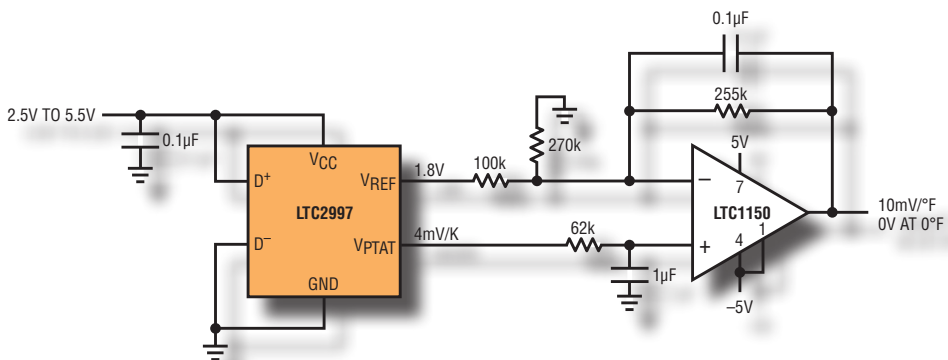 0.1µF
255k
2.5V TO 5.5V
0.1µF
270k
5V
VCC
1.8V
100k
D+
VREF
–
7
LTC2997
LTC1150
10mV/°F
0V AT 0°F
D–
VPTAT
4mV/K
62k
+
4
1
GND
1µF
–5V